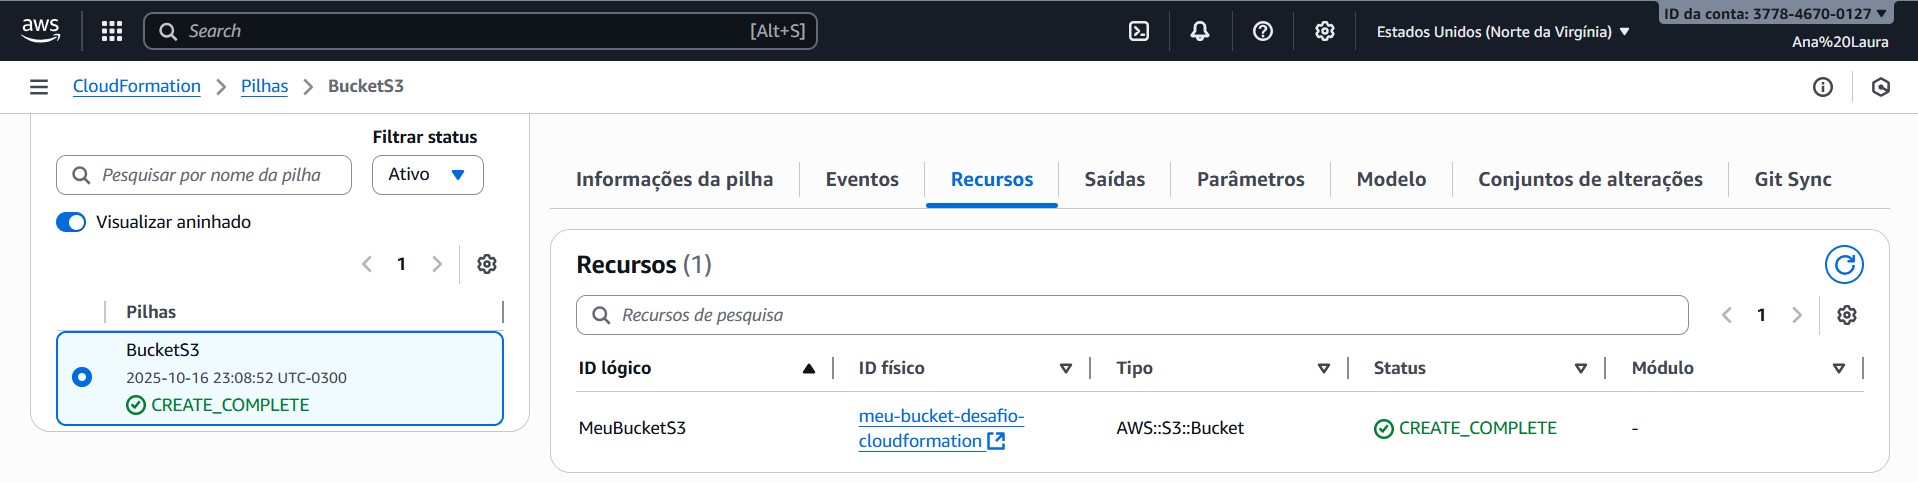 aws
Search [Alt+S]
Estados Unidos (Norte da Virgínia)
ID da conta: 3778-4670-0127
Ana%20Laura
CloudFormation > Pilhas > BucketS3
Filtrar status
Pesquisar por nome da pilha
Ativo
Visualizar aninhado
1
Pilhas
BucketS3
2025-10-16 23:08:52 UTC-0300
CREATE_COMPLETE
Informações da pilha Eventos Recursos Saídas Parâmetros Modelo Conjuntos de alterações Git Sync
Recursos (1)
Recursos de pesquisa
1
ID lógico ID físico Tipo Status Módulo
MeuBucketS3 meu-bucket-desafio-
cloudformation AWS::S3::Bucket CREATE_COMPLETE -